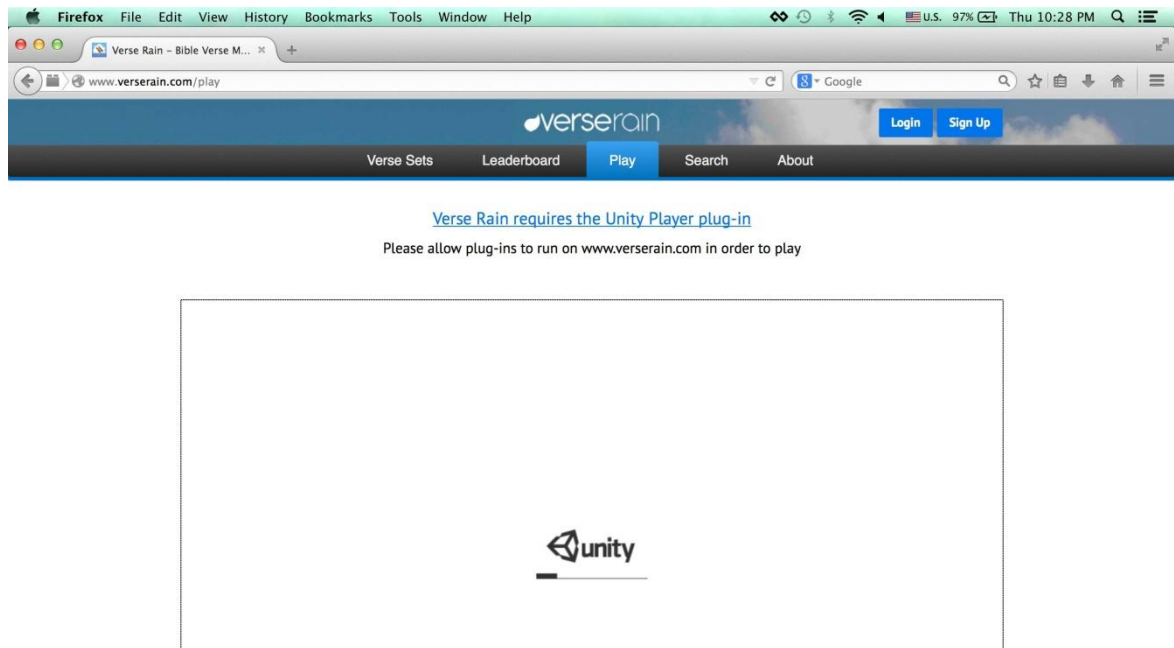 Firefox File Edit View History Bookmarks Tools Window Help U.S. 97% Thu 10:28 PM
Verse Rain – Bible Verse M... × +
www.verserain.com/play Google
verserain
Login Sign Up
Verse Sets Leaderboard Play Search About
Verse Rain requires the Unity Player plug-in
Please allow plug-ins to run on www.verserain.com in order to play
unity